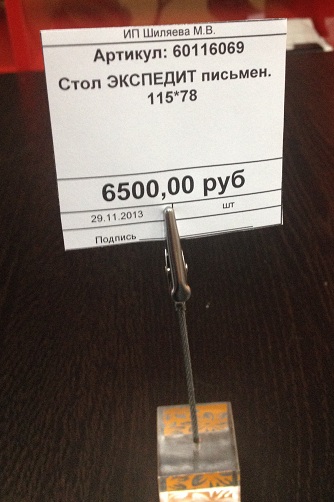 ИП Шиляева М.В.
Артикул: 60116069
Стол ЭКСПЕДИТ письмен.
115*78
6500,00 руб
29.11.2013 шт
Подпись